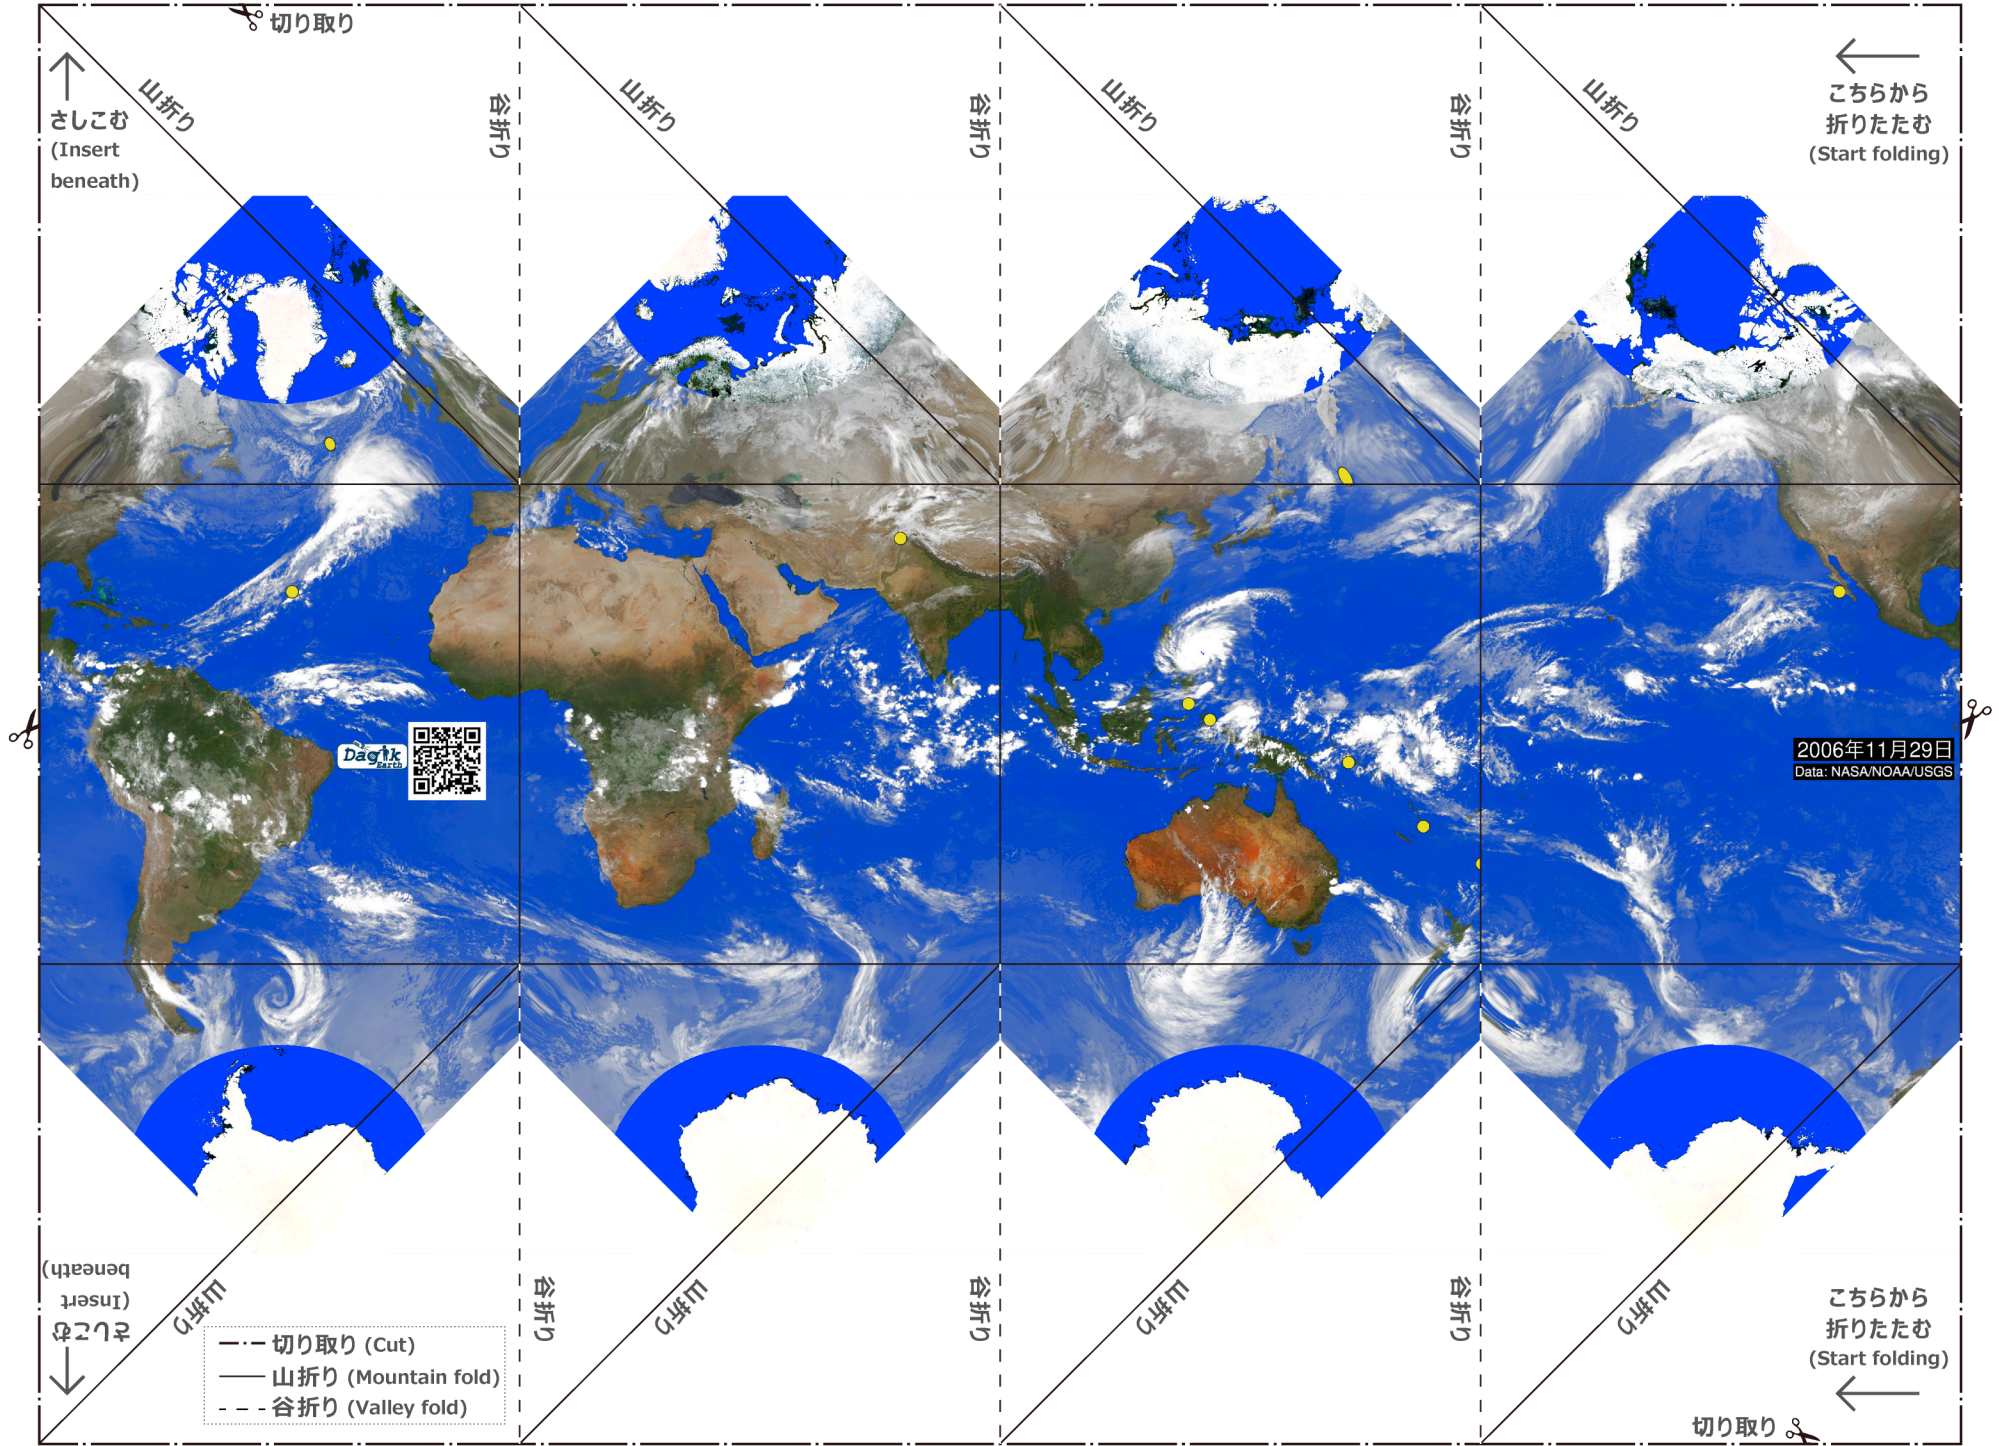 切り取り
さしこむ
(Insert
beneath)
山折り
谷折り
山折り
谷折り
山折り
谷折り
山折り
こちらから
折りたたむ
(Start folding)
Dagik
Earth
2006年11月29日
Data: NASA/NOAA/USGS
さしこむ
(Insert
beneath)
山折り
谷折り
山折り
谷折り
山折り
谷折り
山折り
こちらから
折りたたむ
(Start folding)
切り取り (Cut)
山折り (Mountain fold)
谷折り (Valley fold)
切り取り